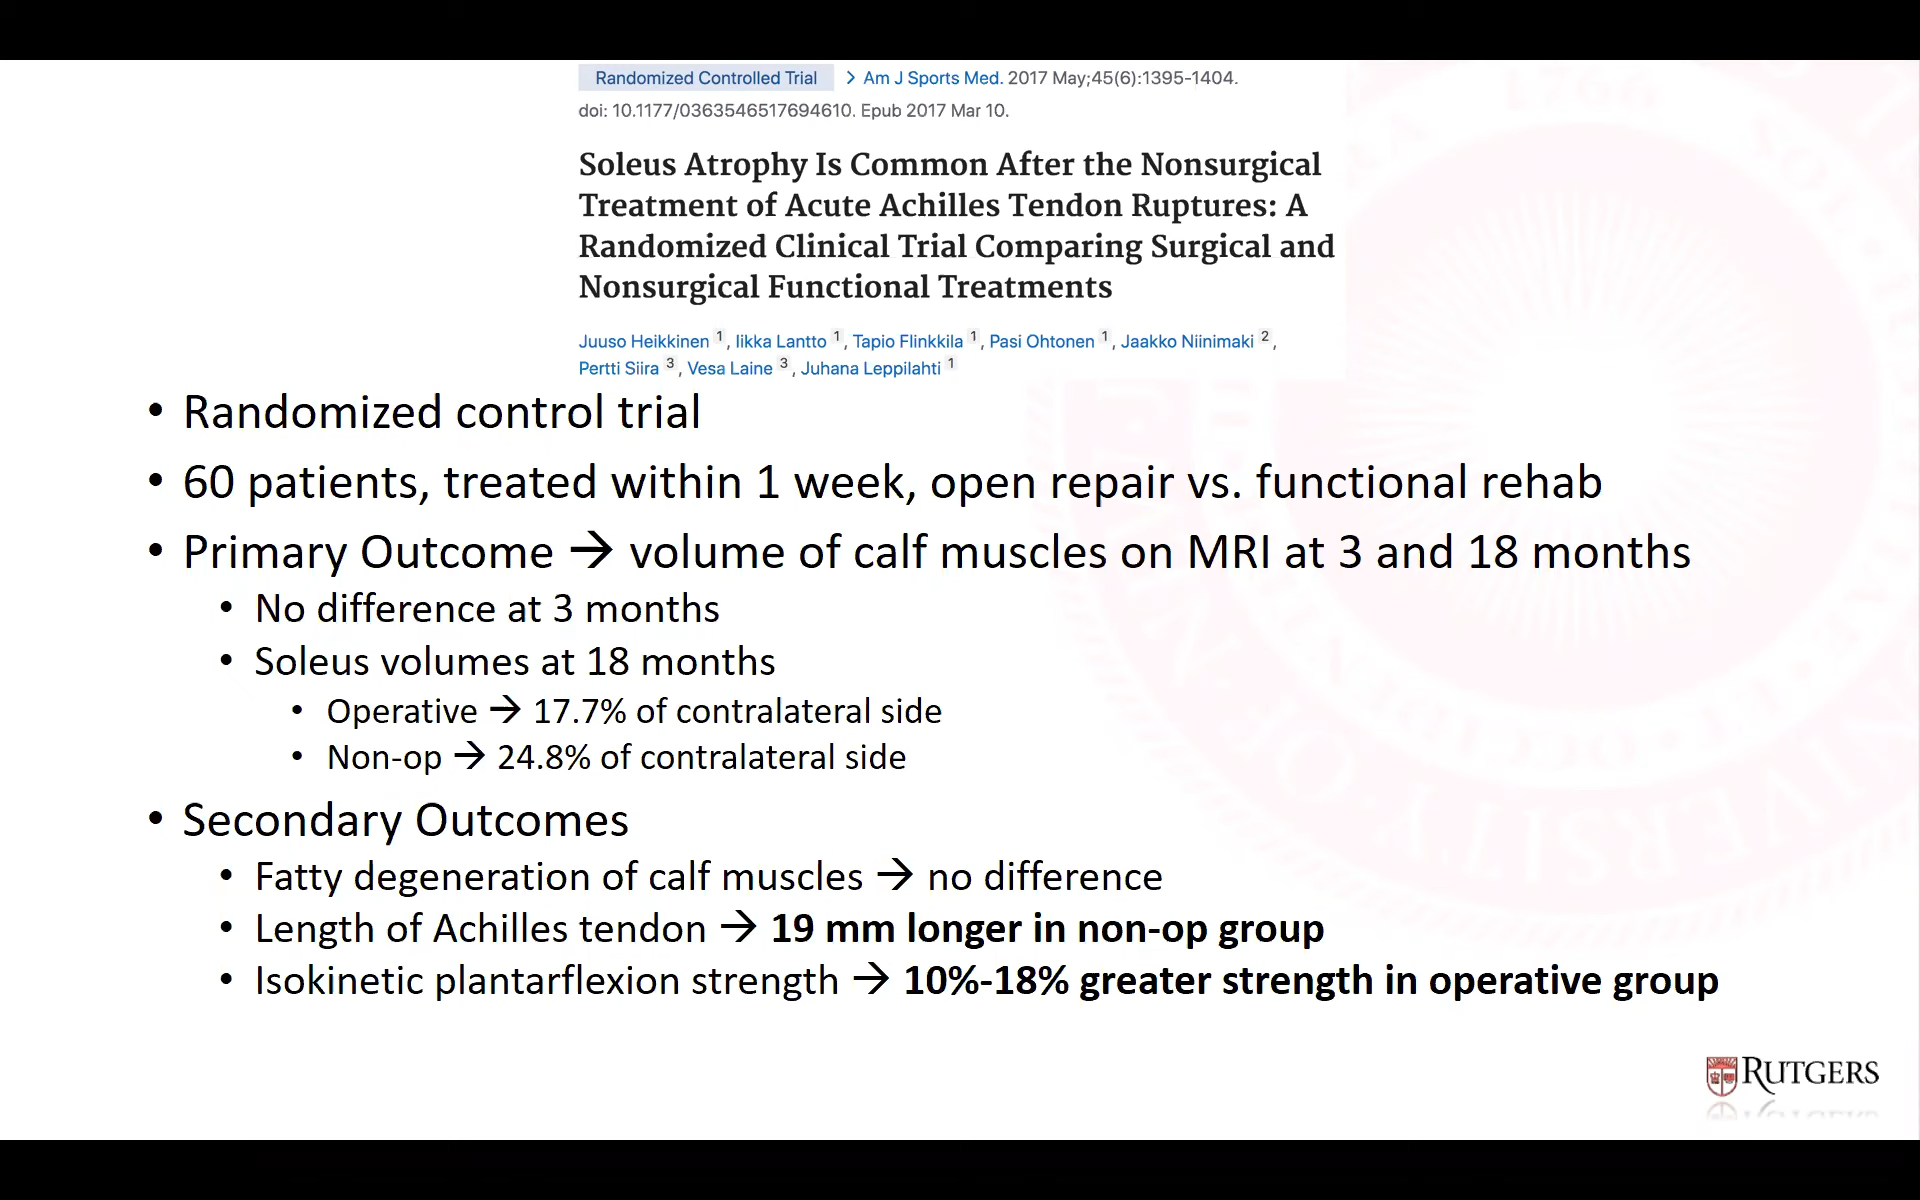 Randomized Controlled Trial > Am J Sports Med. 2017 May;45(6):1395-1404.
doi: 10.1177/0363546517694610. Epub 2017 Mar 10.
Soleus Atrophy Is Common After the Nonsurgical
Treatment of Acute Achilles Tendon Ruptures: A
Randomized Clinical Trial Comparing Surgical and
Nonsurgical Functional Treatments
Juuso Heikkinen 1, Iikka Lantto 1, Tapio Flinkkila 1, Pasi Ohtonen 1, Jaakko Niinimaki 2,
Pertti Siira 3, Vesa Laine 3, Juhana Leppilahti 1
• Randomized control trial
• 60 patients, treated within 1 week, open repair vs. functional rehab
• Primary Outcome → volume of calf muscles on MRI at 3 and 18 months
• No difference at 3 months
• Soleus volumes at 18 months
• Operative → 17.7% of contralateral side
• Non-op → 24.8% of contralateral side
• Secondary Outcomes
• Fatty degeneration of calf muscles → no difference
• Length of Achilles tendon → 19 mm longer in non-op group
• Isokinetic plantarflexion strength → 10%-18% greater strength in operative group
RUTGERS